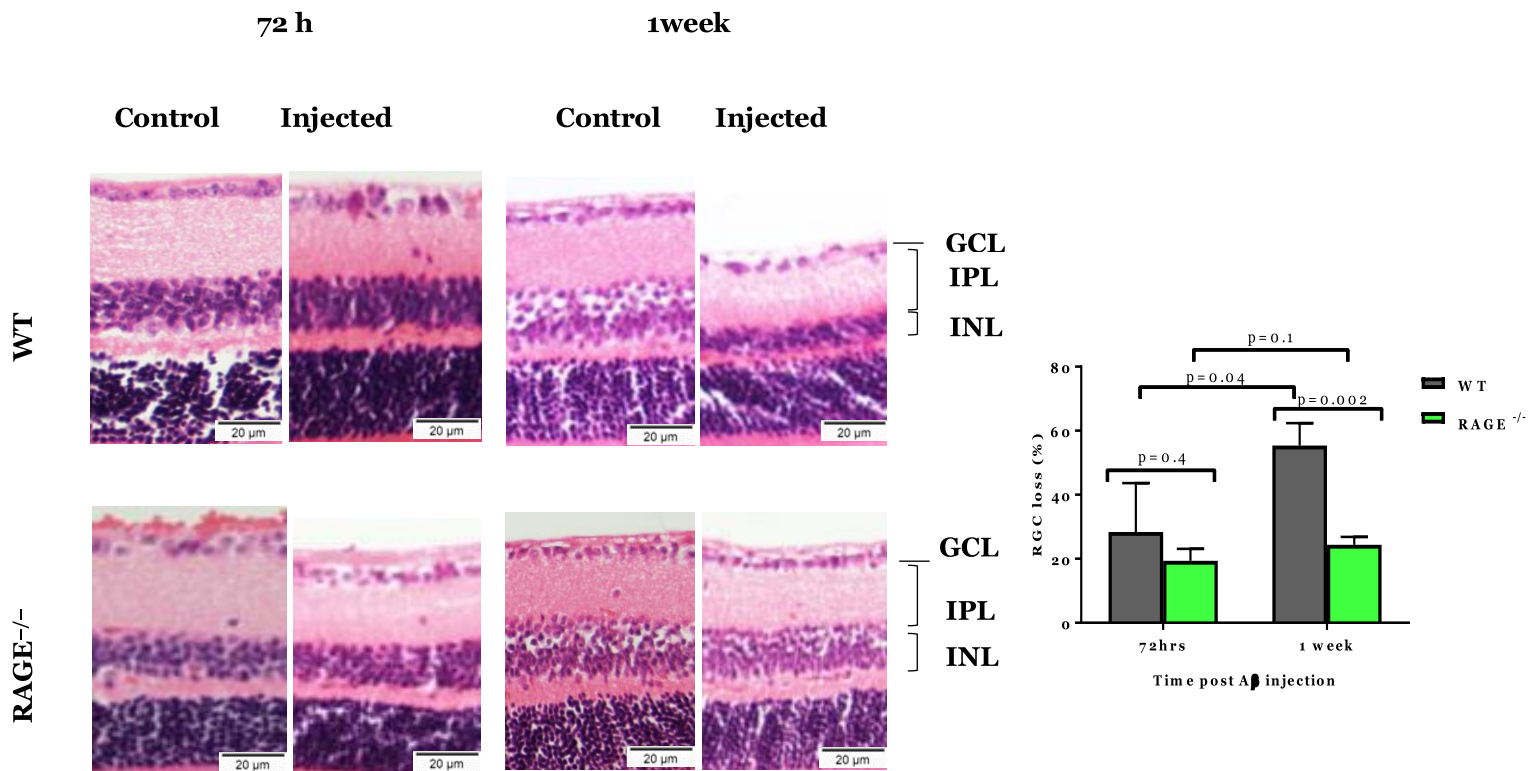 72 h
1week
Control
Injected
Control
Injected
WT
20 µm
20 µm
20 µm
20 µm
GCL
IPL
INL
RAGE−/−
20 µm
20 µm
20 µm
20 µm
GCL
IPL
INL
p=0.1
p=0.04
p=0.002
p=0.4
80
60
40
20
0
RGC loss (%)
72hrs
1 week
Time post Aβ injection
WT
RAGE -/-